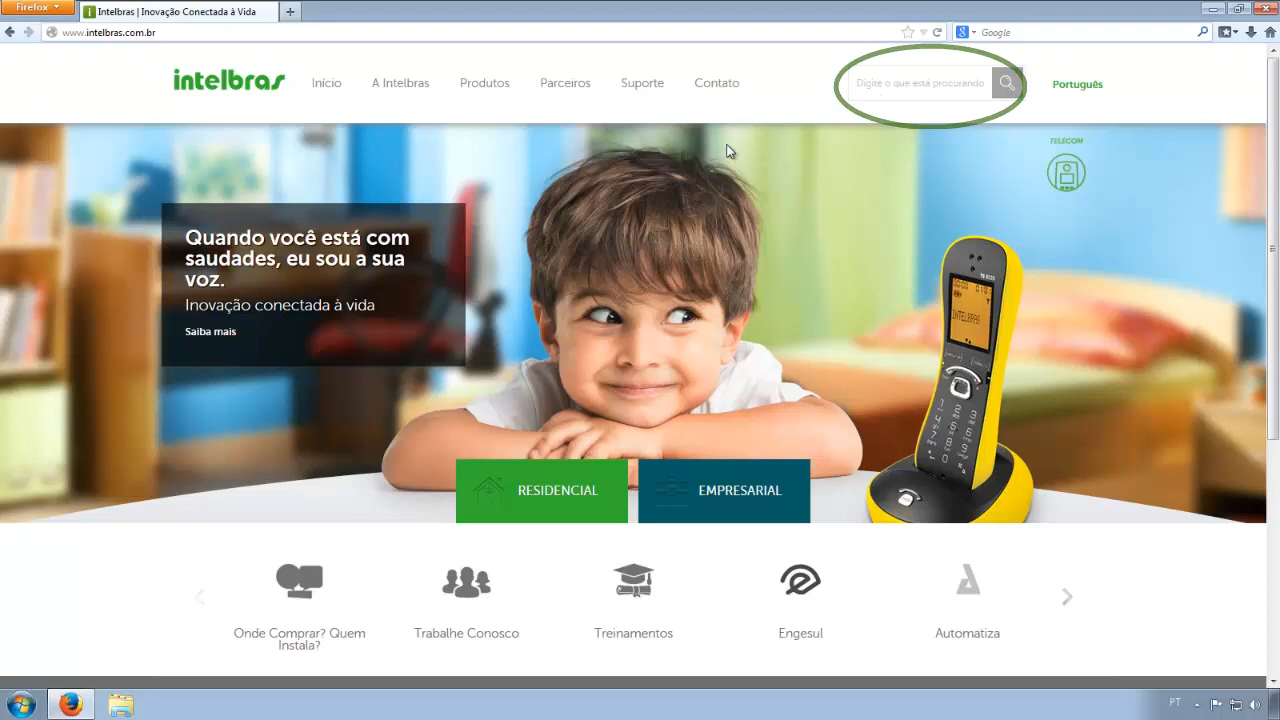 Firefox
Intelbras | Inovação Conectada à Vida
www.intelbras.com.br
Google
intelbras
Início
A Intelbras
Produtos
Parceiros
Suporte
Contato
Digite o que está procurando
Português
TELECOM
Quando você está com
saudades, eu sou a sua
voz.
Inovação conectada à vida
Saiba mais
INTELBRAS
RESIDENCIAL
EMPRESARIAL
Onde Comprar? Quem
Instala?
Trabalhe Conosco
Treinamentos
Engesul
Automatiza
PT